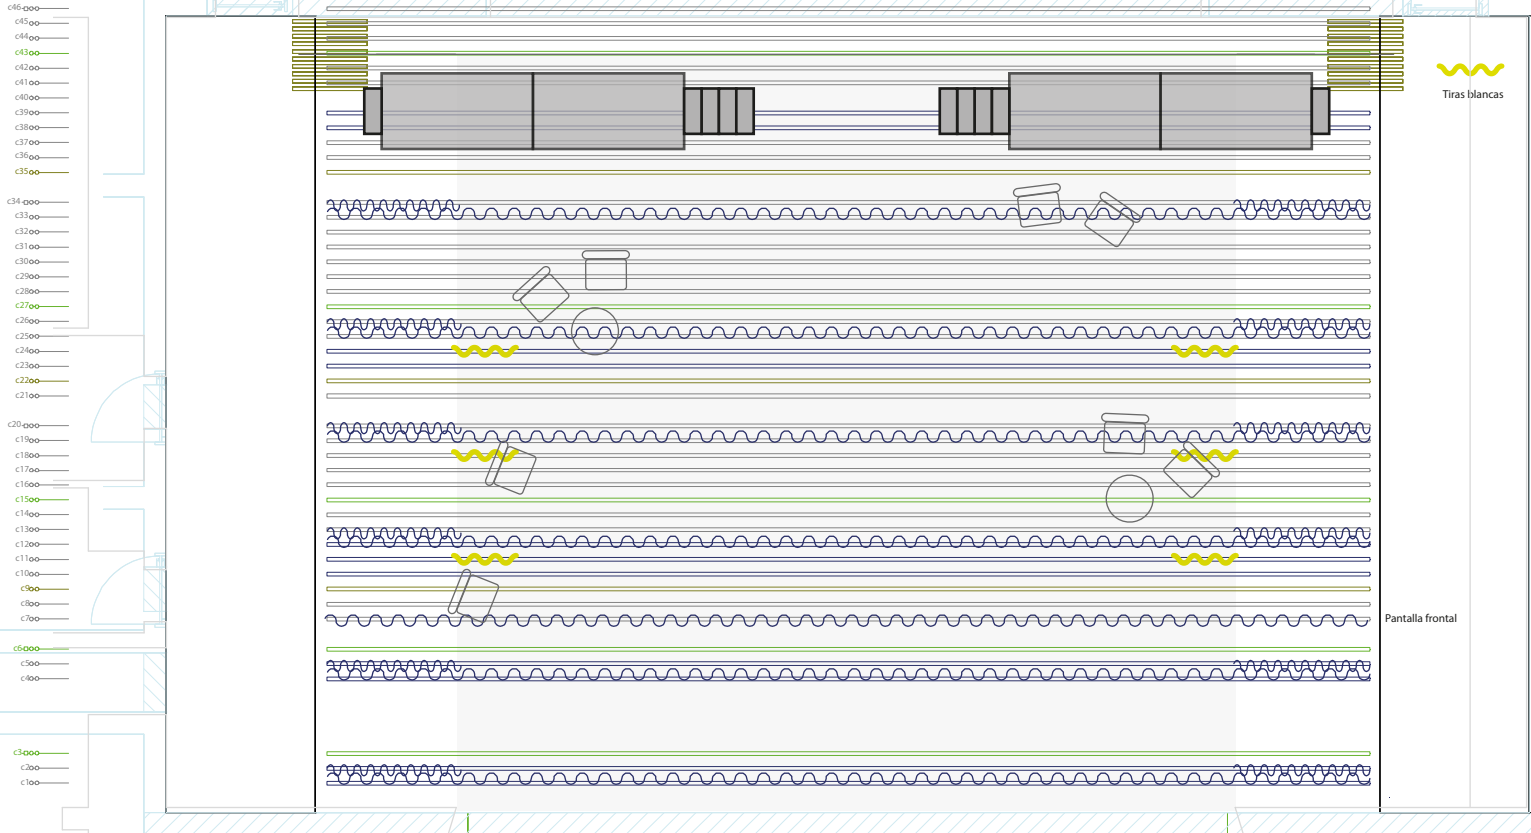 c46
c45
c44
c43
c42
c41
c40
c39
c38
c37
c36
c35
c34
c33
c32
c31
c30
c29
c28
c27
c26
c25
c24
c23
c22
c21
c20
c19
c18
c17
c16
c15
c14
c13
c12
c11
c10
c9
c8
c7
c6
c5
c4
c3
c2
c1
Tiras blancas
Pantalla frontal